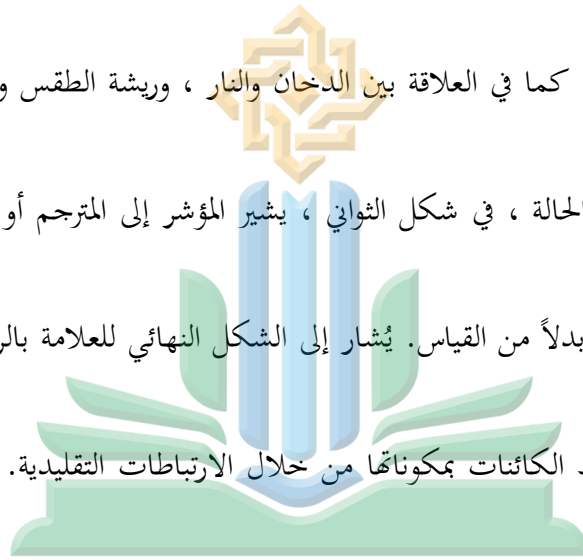 كما في العلاقة بين الدخان والنار ، وريشة الطقس و
الحالة ، في شكل الثواني ، يشير المؤشر إلى المترجم أو
بدلاً من القياس. يُشار إلى الشكل النهائي للعلامة بالر
الكائنات بمكوناتها من خلال الارتباطات التقليدية.